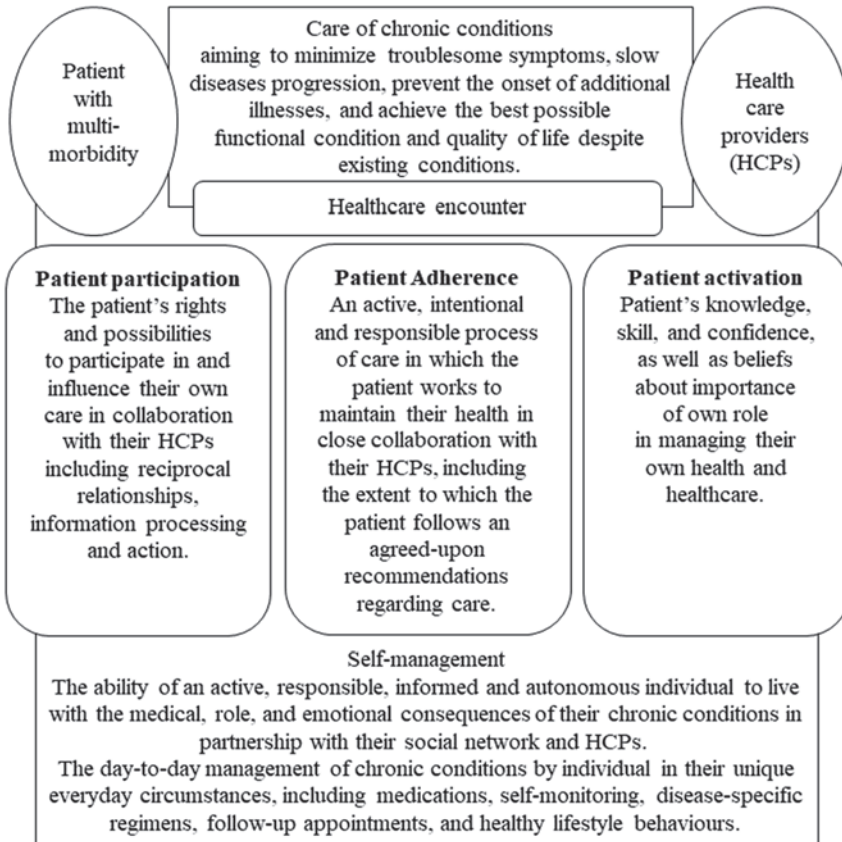 Patient
with
multi-
morbidity
Care of chronic conditions
aiming to minimize troublesome symptoms, slow
diseases progression, prevent the onset of additional
illnesses, and achieve the best possible
functional condition and quality of life despite
existing conditions.
Health
care
providers
(HCPs)
Healthcare encounter
Patient participation
The patient's rights
and possibilities
to participate in and
influence their own
care in collaboration
with their HCPs
including reciprocal
relationships,
information processing
and action.
Patient Adherence
An active, intentional
and responsible process
of care in which the
patient works to
maintain their health in
close collaboration with
their HCPs, including
the extent to which the
patient follows an
agreed-upon
recommendations
regarding care.
Patient activation
Patient's knowledge,
skill, and confidence,
as well as beliefs
about importance
of own role
in managing their
own health and
healthcare.
Self-management
The ability of an active, responsible, informed and autonomous individual to live
with the medical, role, and emotional consequences of their chronic conditions in
partnership with their social network and HCPs.
The day-to-day management of chronic conditions by individual in their unique
everyday circumstances, including medications, self-monitoring, disease-specific
regimens, follow-up appointments, and healthy lifestyle behaviours.